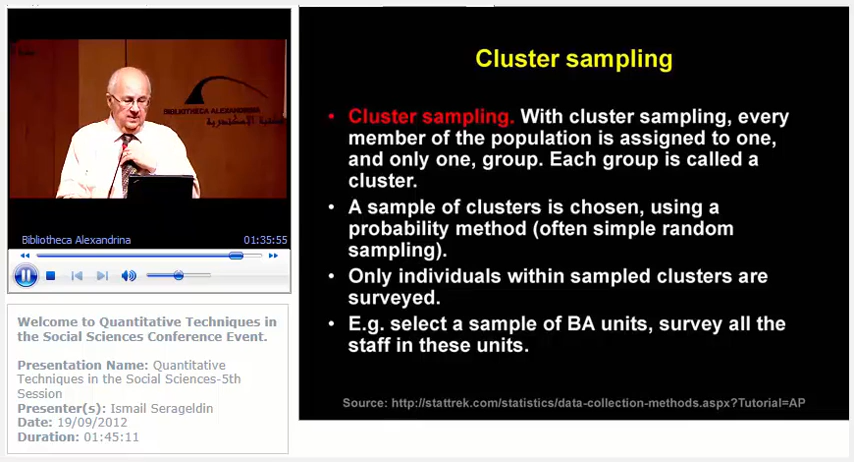 BIBLIOTHECA ALEXANDRINA
Bibliotheca Alexandrina 01:35:55
Welcome to Quantitative Techniques in
the Social Sciences Conference Event.
Presentation Name: Quantitative
Techniques in the Social Sciences-5th
Session
Presenter(s): Ismail Serageldin
Date: 19/09/2012
Duration: 01:45:11
Cluster sampling
• Cluster sampling. With cluster sampling, every
member of the population is assigned to one,
and only one, group. Each group is called a
cluster.
• A sample of clusters is chosen, using a
probability method (often simple random
sampling).
• Only individuals within sampled clusters are
surveyed.
• E.g. select a sample of BA units, survey all the
staff in these units.
Source: http://stattrek.com/statistics/data-collection-methods.aspx?Tutorial=AP